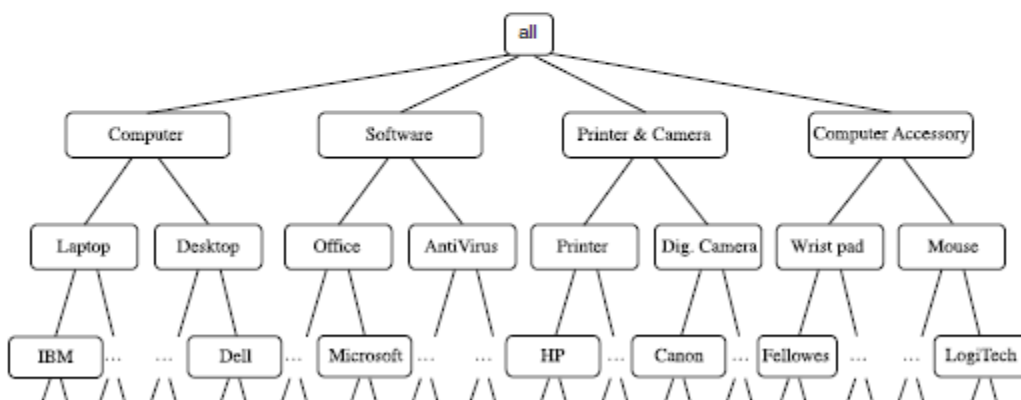 all
Computer
Software
Printer & Camera
Computer Accessory
Laptop
Desktop
Office
AntiVirus
Printer
Dig. Camera
Wrist pad
Mouse
IBM
...
...
Dell
...
Microsoft
...
...
HP
...
Canon
...
Fellowes
...
...
LogiTech